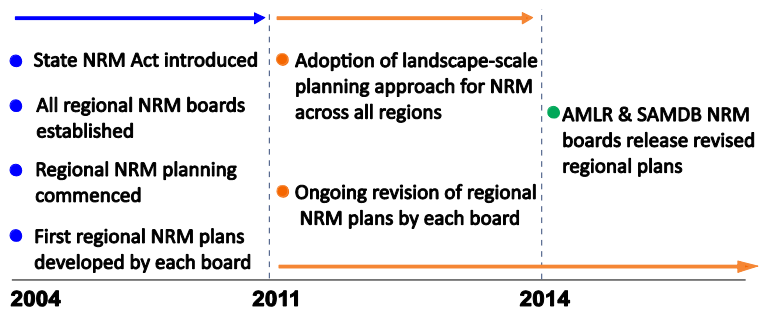 State NRM Act introduced
All regional NRM boards
established
Regional NRM planning
commenced
First regional NRM plans
developed by each board
Adoption of landscape-scale
planning approach for NRM
across all regions
Ongoing revision of regional
NRM plans by each board
AMLR & SAMDB NRM
boards release revised
regional plans
2004
2011
2014